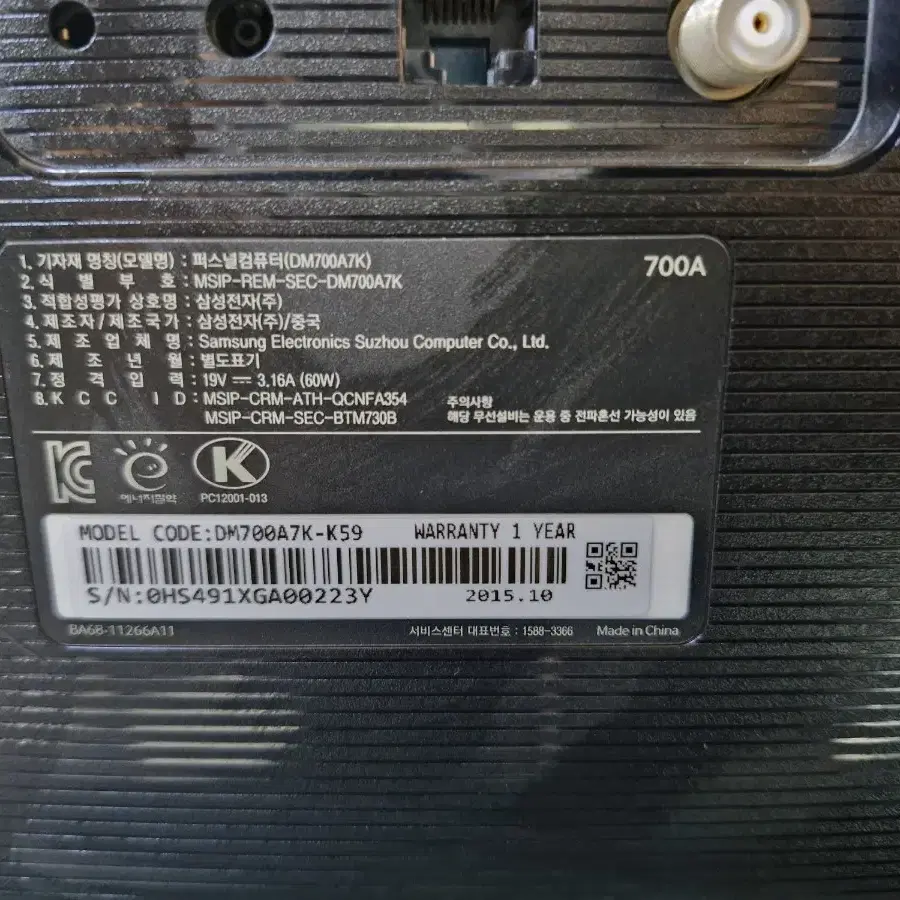 1. 기자재 명칭(모델명) : 퍼스널컴퓨터(DM700A7K)
700A
2. 식 별 부 호 : MSIP-REM-SEC-DM700A7K
3. 적합성평가 상호명 : 삼성전자(주)
4. 제조자/제조국가 : 삼성전자(주)/중국
5. 제 조 업 체 명 : Samsung Electronics Suzhou Computer Co., Ltd.
6. 제 조 년 월 : 별도표기
7. 정 격 입 력 : 19V ⎓ 3.16A (60W)
8. K C C I D : MSIP-CRM-ATH-QCNFA354
MSIP-CRM-SEC-BTM730B
주의사항
해당 무선설비는 운용 중 전파혼선 가능성이 있음
에너지절약
K
PC12001-013
MODEL CODE:DM700A7K-K59 WARRANTY 1 YEAR
S/N:0HS491XGA00223Y 2015.10
BA68-11266A11 서비스센터 대표번호 : 1588-3366 Made in China